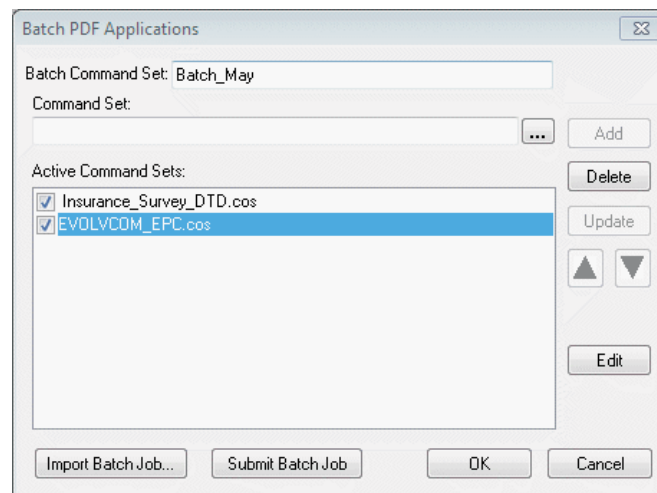 Batch PDF Applications
Batch Command Set: Batch_May
Command Set:
... Add
Active Command Sets:
Delete
Insurance_Survey_DTD.cos
EVOLVCOM_EPC.cos
Update
Edit
Import Batch Job... Submit Batch Job OK Cancel